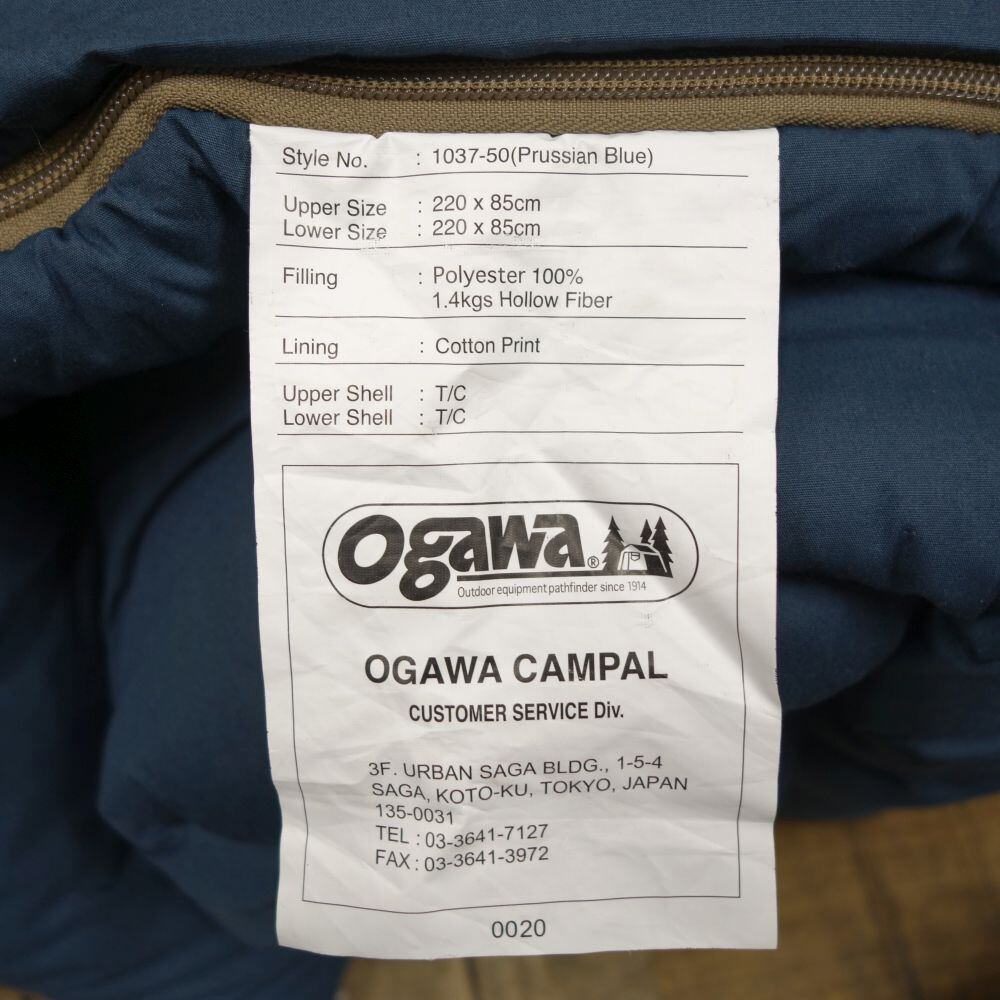 Style No. : 1037-50(Prussian Blue)
Upper Size : 220 x 85cm
Lower Size : 220 x 85cm
Filling : Polyester 100%
1.4kgs Hollow Fiber
Lining : Cotton Print
Upper Shell : T/C
Lower Shell : T/C
Ogawa®
Outdoor equipment pathfinder since 1914
OGAWA CAMPAL
CUSTOMER SERVICE Div.
3F. URBAN SAGA BLDG., 1-5-4
SAGA, KOTO-KU, TOKYO, JAPAN
135-0031
TEL : 03-3641-7127
FAX : 03-3641-3972
0020